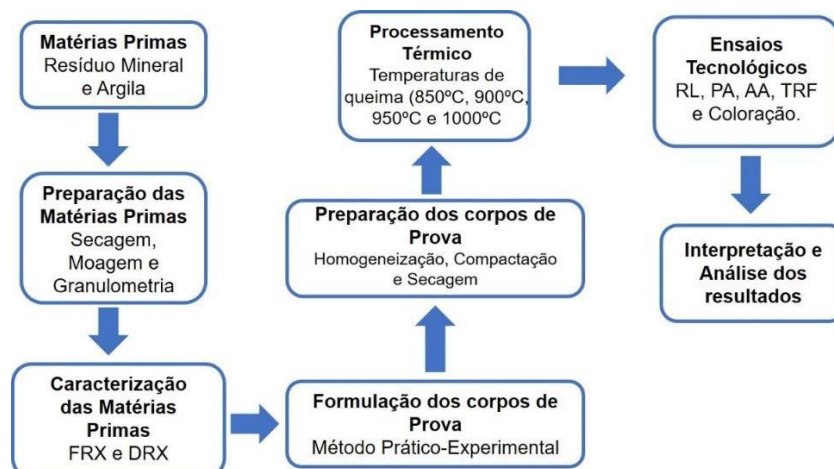 Matérias Primas
Resíduo Mineral
e Argila
Preparação das
Matérias Primas
Secagem,
Moagem e
Granulometria
Caracterização
das Matérias
Primas
FRX e DRX
Formulação dos corpos de
Prova
Método Prático-Experimental
Preparação dos corpos de
Prova
Homogeneização, Compactação
e Secagem
Processamento
Térmico
Temperaturas de
queima (850ºC, 900ºC,
950ºC e 1000ºC
Ensaios
Tecnológicos
RL, PA, AA, TRF
e Coloração.
Interpretação e
Análise dos
resultados